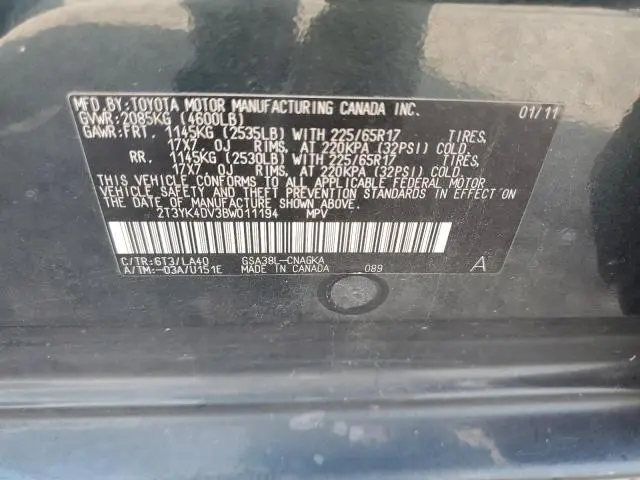 MFD.BY:TOYOTA MOTOR MANUFACTURING CANADA INC. 01/11
GVWR:2085KG (4600LB)
GAWR:FRT. 1145KG (2535LB) WITH 225/65R17 TIRES,
17X7 0J RIMS, AT 220KPA (32PSI) COLD.
RR. 1145KG (2530LB) WITH 225/65R17 TIRES,
17X7 0J RIMS, AT 220KPA (32PSI) COLD.
THIS VEHICLE CONFORMS TO ALL APPLICABLE FEDERAL MOTOR
VEHICLE SAFETY AND THEFT PREVENTION STANDARDS IN EFFECT ON
THE DATE OF MANUFACTURE SHOWN ABOVE.
2T3YK4DV3BW011194 MPV
C/TR:6T3/LA40 GSA38L-CNAGKA
A/TM:-03A/U151E MADE IN CANADA 089 A